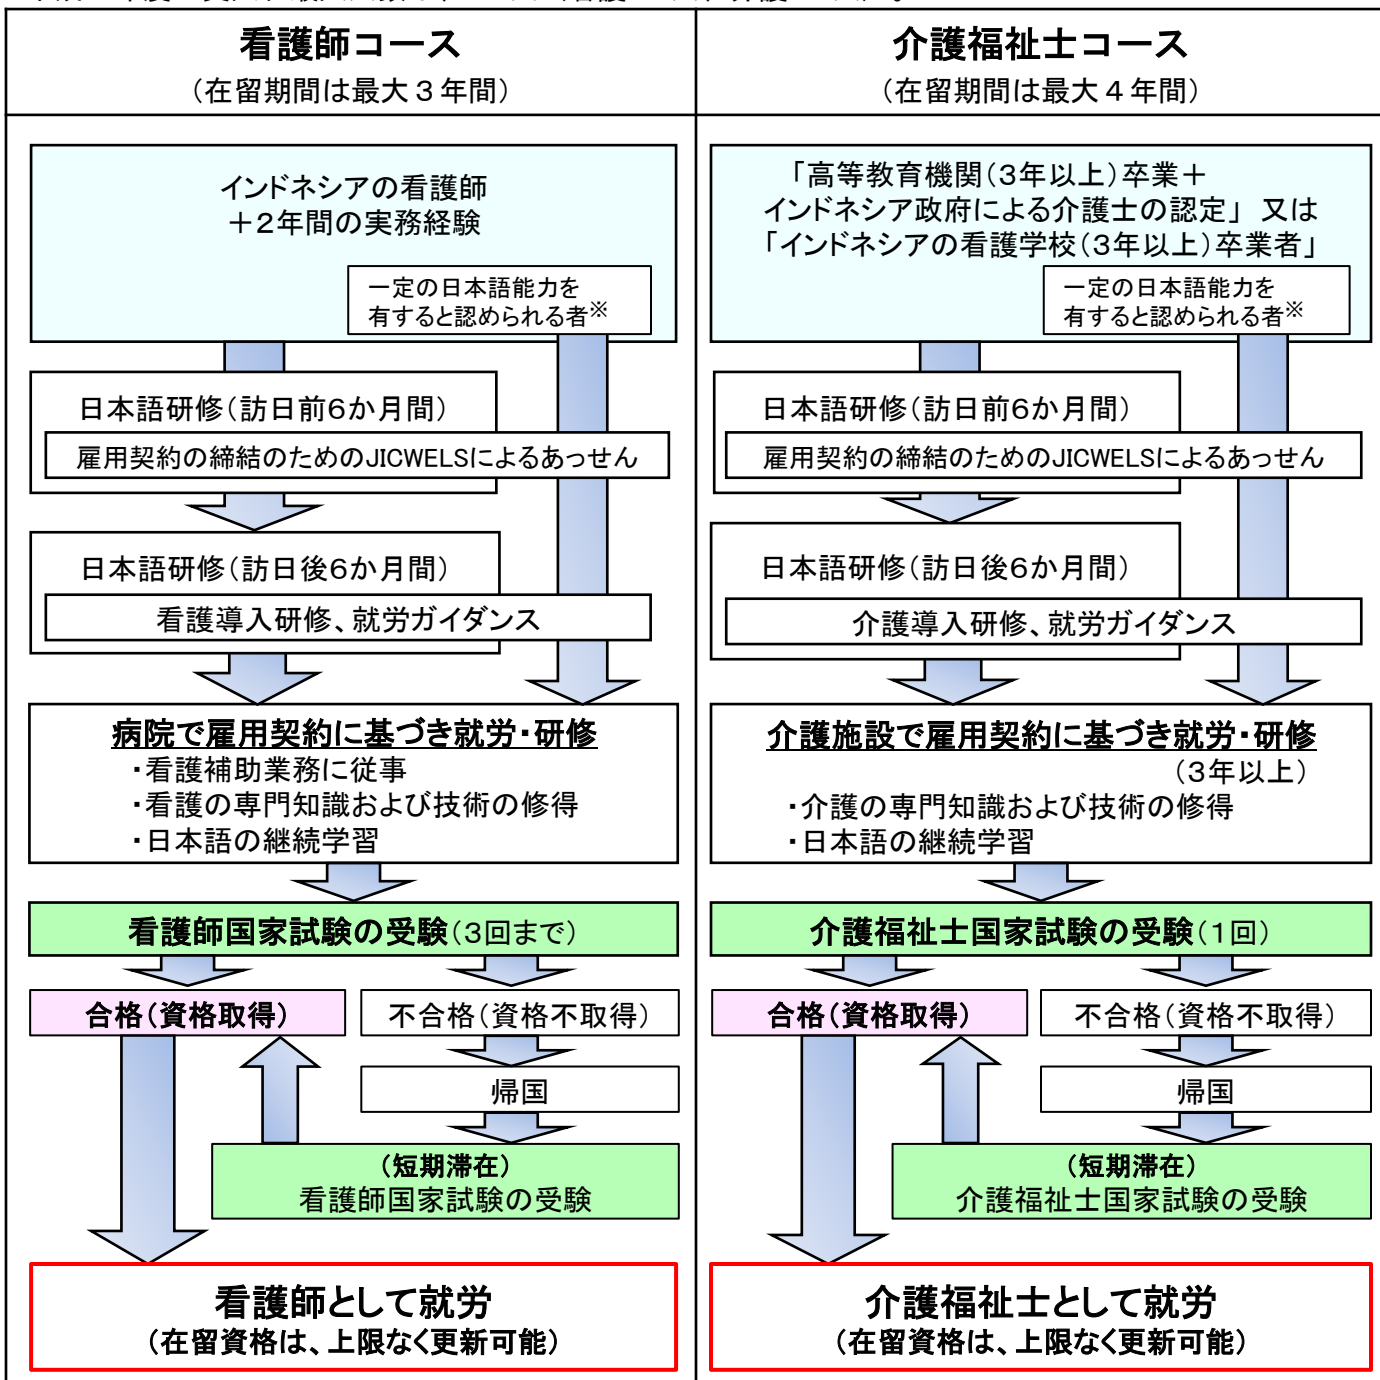 看護師コース
（在留期間は最大３年間）
インドネシアの看護師
＋２年間の実務経験
一定の日本語能力を
有すると認められる者※
日本語研修（訪日前６か月間）
雇用契約の締結のためのJICWELSによるあっせん
日本語研修（訪日後６か月間）
看護導入研修、就労ガイダンス
病院で雇用契約に基づき就労・研修
・看護補助業務に従事
・看護の専門知識および技術の修得
・日本語の継続学習
看護師国家試験の受験（３回まで）
合格（資格取得）
不合格（資格不取得）
帰国
（短期滞在）
看護師国家試験の受験
看護師として就労
（在留資格は、上限なく更新可能）
介護福祉士コース
（在留期間は最大４年間）
「高等教育機関（３年以上）卒業＋
インドネシア政府による介護士の認定」 又は
「インドネシアの看護学校（３年以上）卒業者」
一定の日本語能力を
有すると認められる者※
日本語研修（訪日前６か月間）
雇用契約の締結のためのJICWELSによるあっせん
日本語研修（訪日後６か月間）
介護導入研修、就労ガイダンス
介護施設で雇用契約に基づき就労・研修
（３年以上）
・介護の専門知識および技術の修得
・日本語の継続学習
介護福祉士国家試験の受験（１回）
合格（資格取得）
不合格（資格不取得）
帰国
（短期滞在）
介護福祉士国家試験の受験
介護福祉士として就労
（在留資格は、上限なく更新可能）